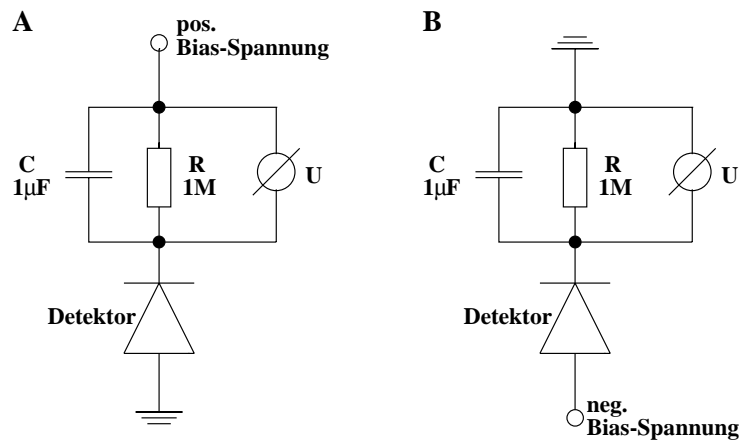 A
pos.
Bias-Spannung
C
1μF
R
1M
U
Detektor
B
C
1μF
R
1M
U
Detektor
neg.
Bias-Spannung